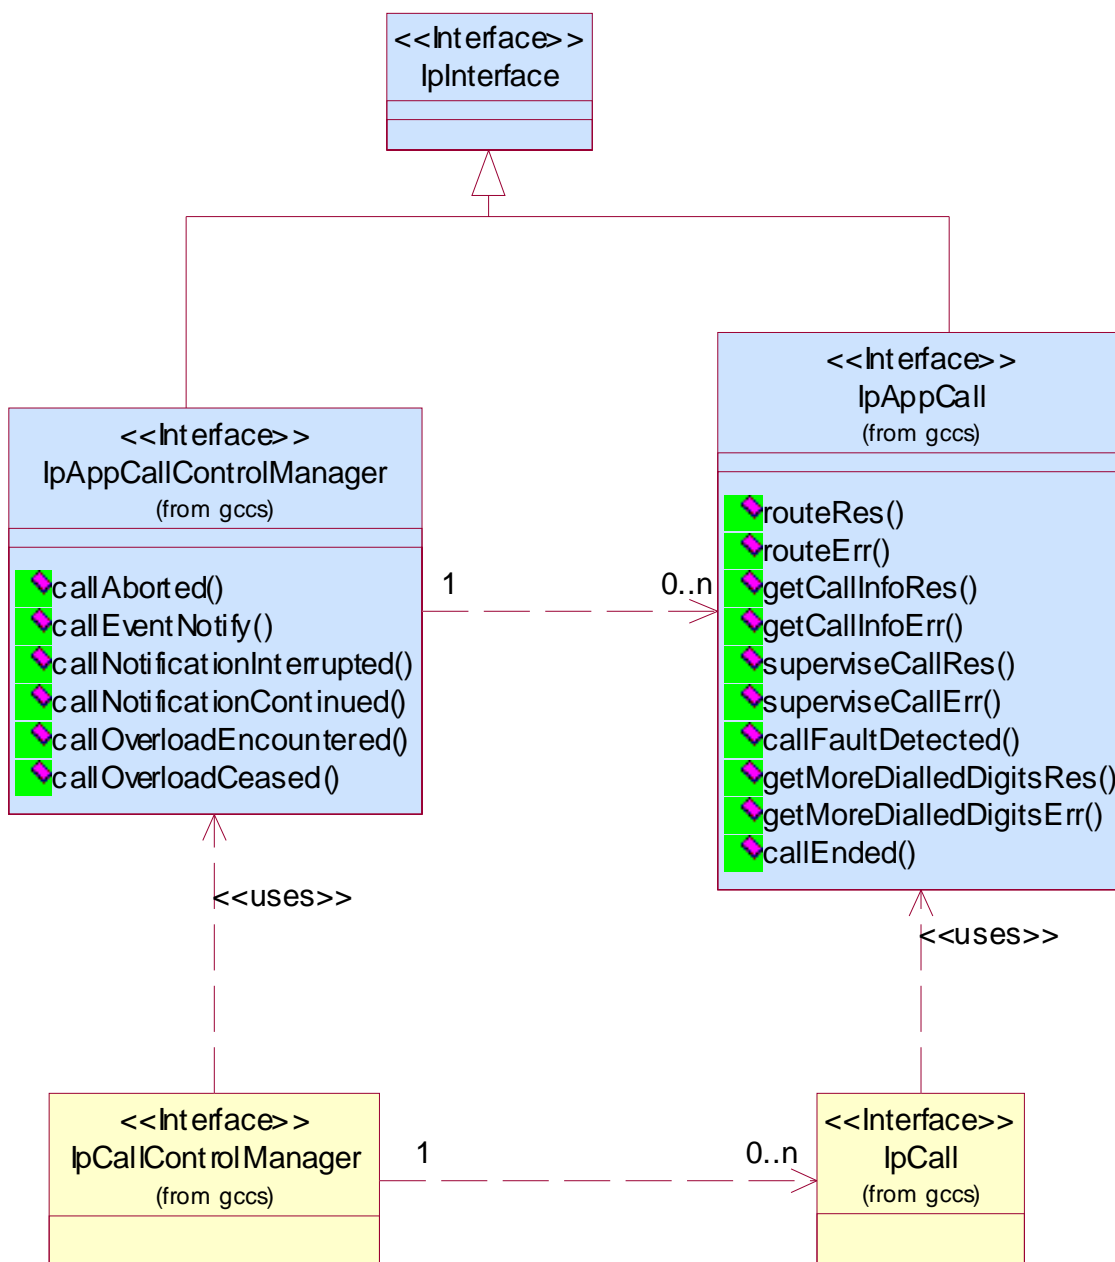 <<Interface>>
IpInterface
<<Interface>>
IpAppCall
(from gccs)
routeRes()
routeErr()
getCallInfoRes()
getCallInfoErr()
superviseCallRes()
superviseCallErr()
callFaultDetected()
getMoreDialledDigitsRes()
getMoreDialledDigitsErr()
callEnded()
<<Interface>>
IpAppCallControlManager
(from gccs)
callAborted()
callEventNotify()
callNotificationInterrupted()
callNotificationContinued()
callOverloadEncountered()
callOverloadCeased()
1
0..n
<<uses>>
<<uses>>
<<Interface>>
IpCallControlManager
(from gccs)
1
0..n
<<Interface>>
IpCall
(from gccs)